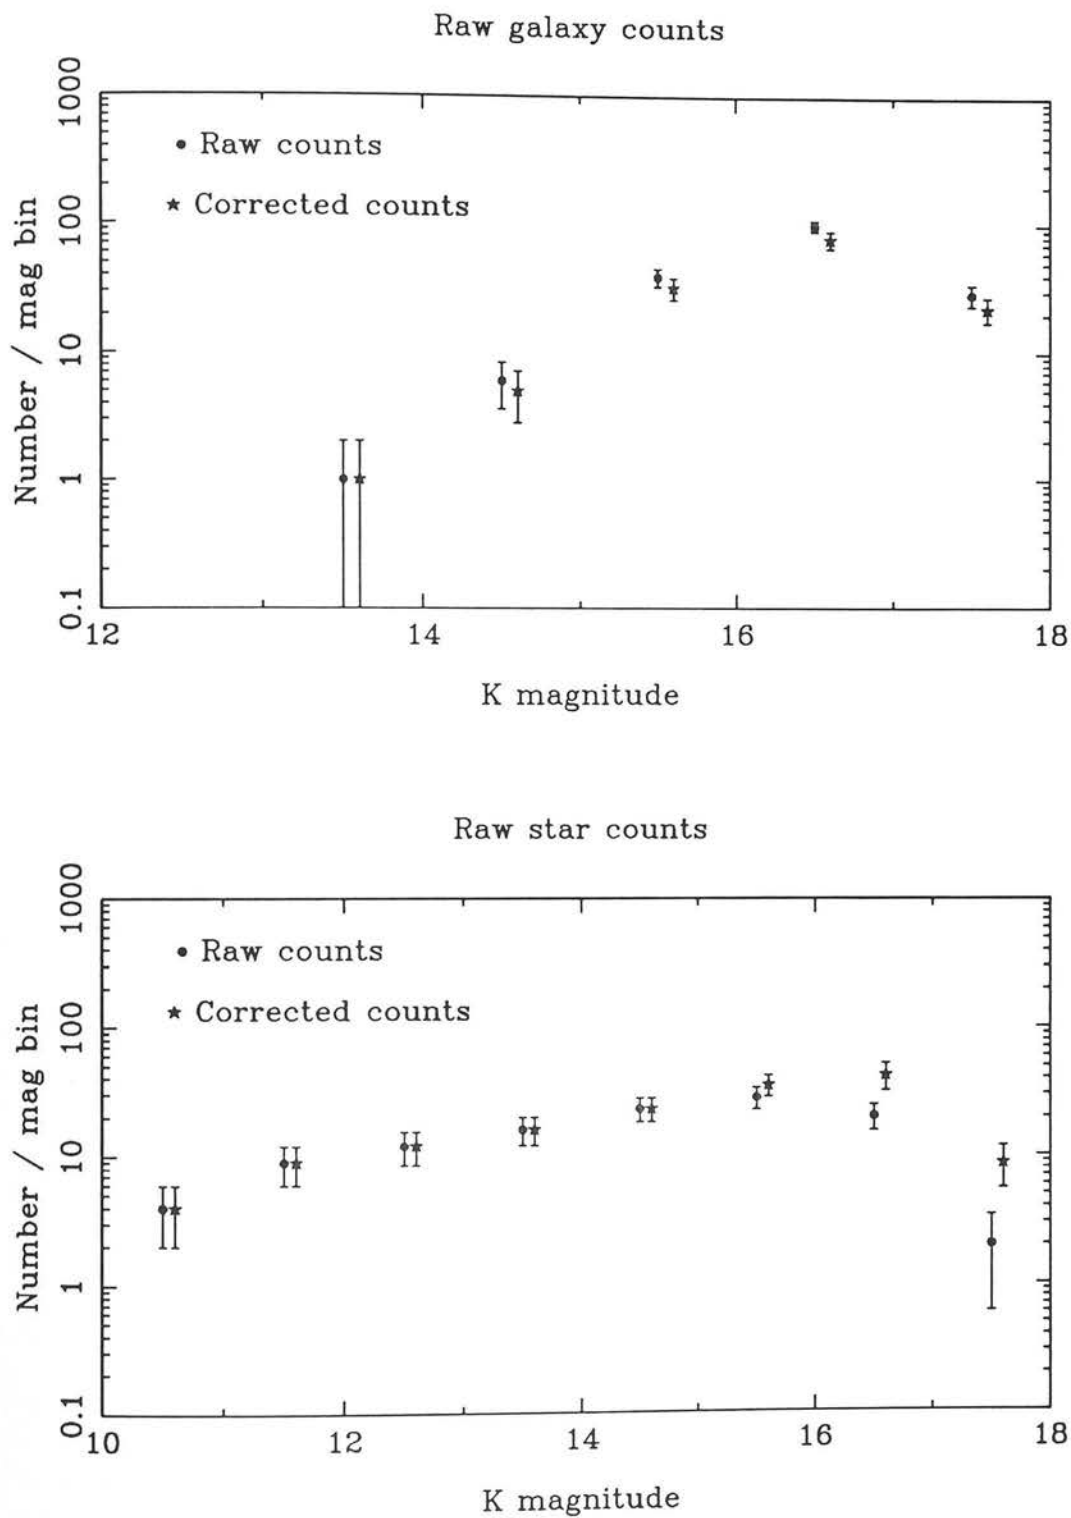 Raw galaxy counts
1000
100
10
1
0.1
Number / mag bin
Raw counts
Corrected counts
12 14 16 18
K magnitude
Raw star counts
1000
100
10
1
0.1
Number / mag bin
Raw counts
Corrected counts
10 12 14 16 18
K magnitude